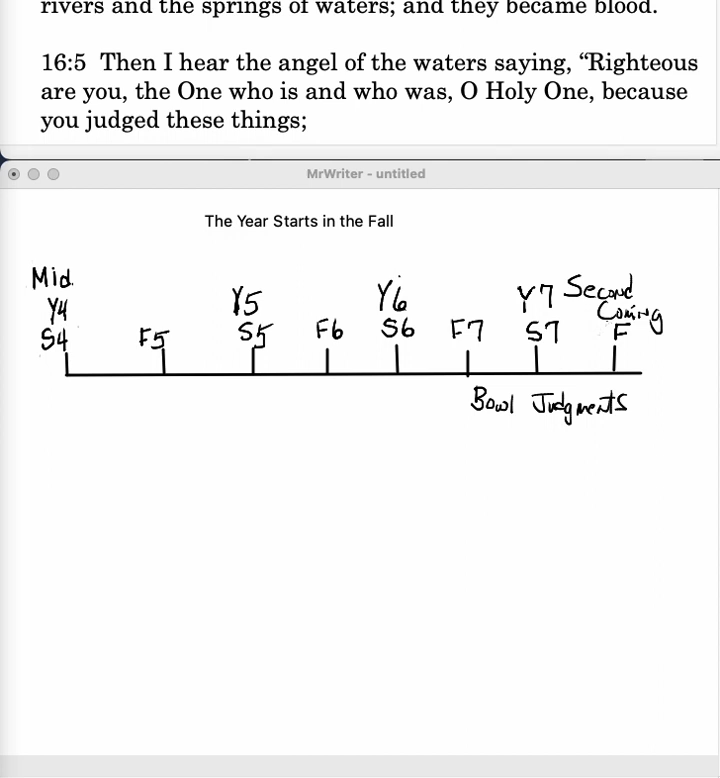 rivers and the springs of waters; and they became blood.
16:5 Then I hear the angel of the waters saying, “Righteous
are you, the One who is and who was, O Holy One, because
you judged these things;
MrWriter - untitled
The Year Starts in the Fall
Mid.
Y4
S4
F5
Y5
S5
F6
Y6
S6
F7
Y7
S7
Second
Coming
F
Bowl Judgments